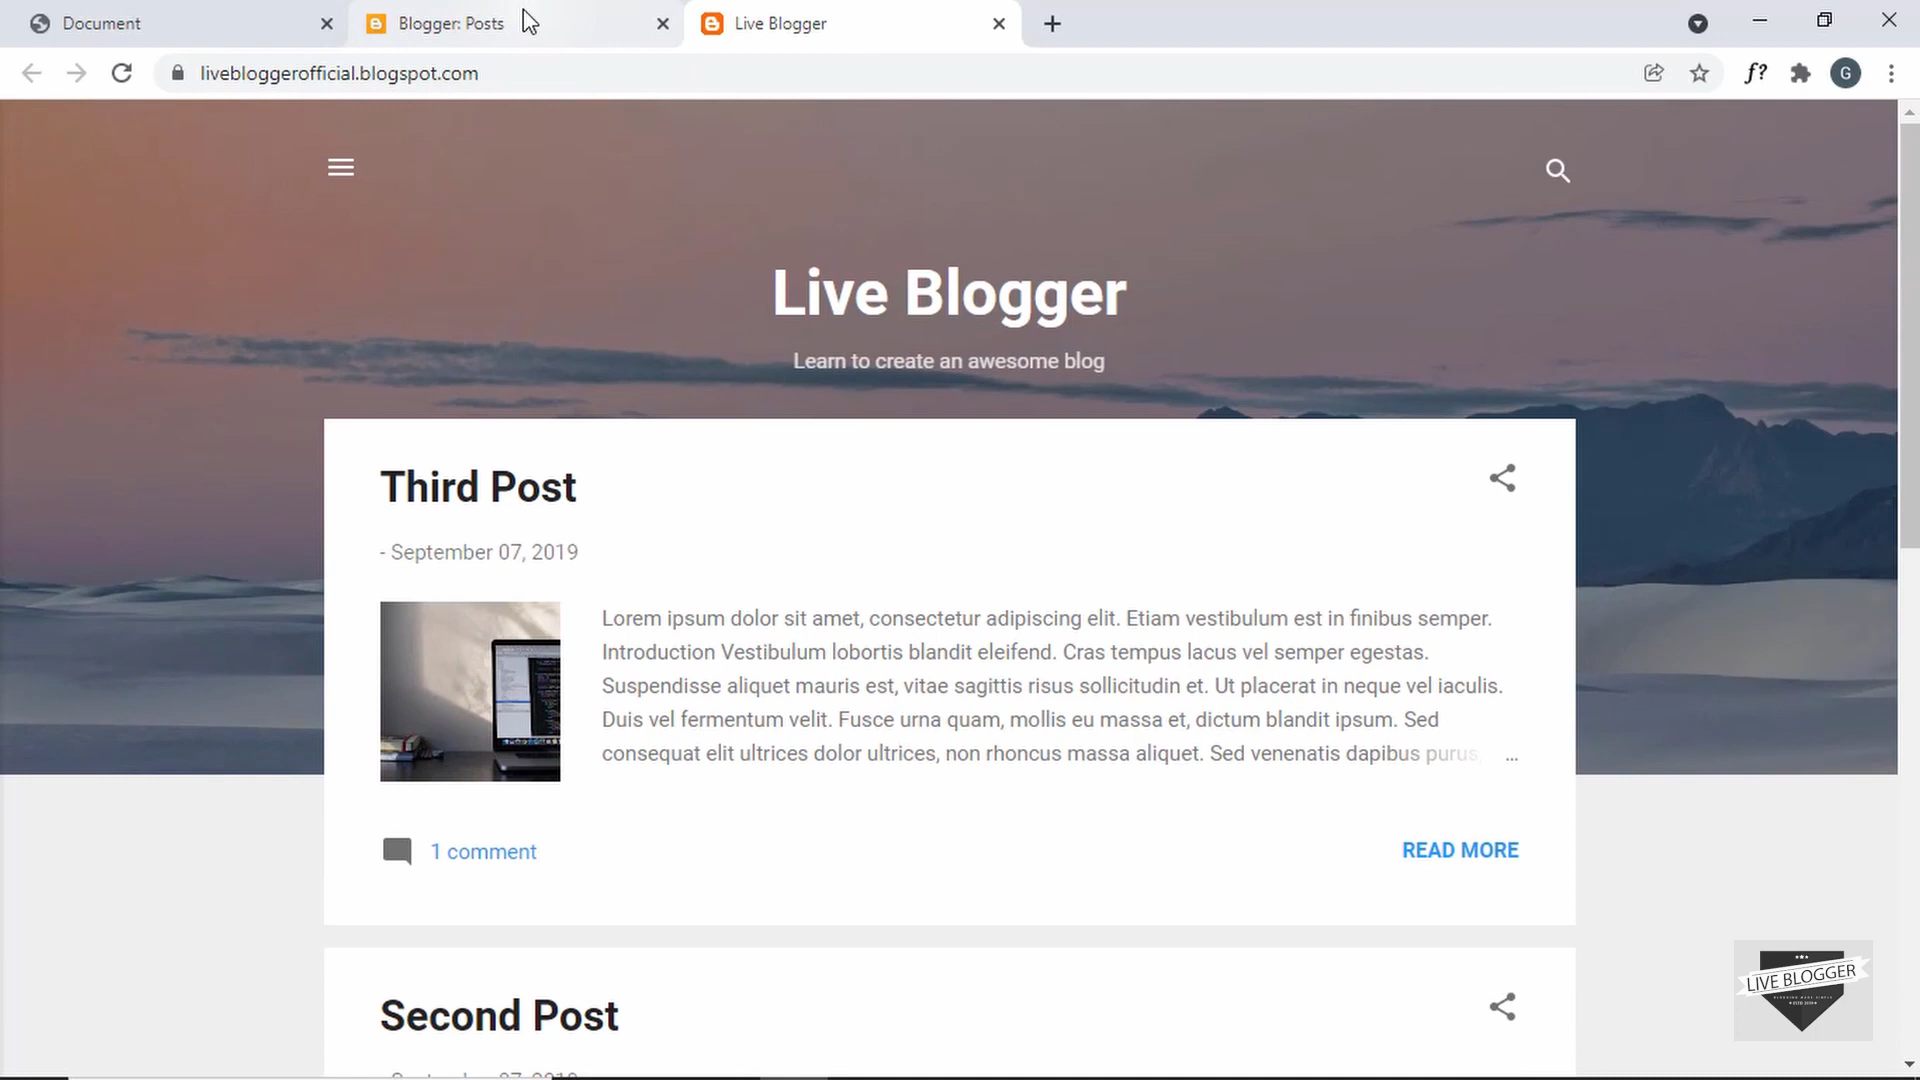 Document
Blogger: Posts
Live Blogger
livebloggerofficial.blogspot.com
f?
G
Live Blogger
Learn to create an awesome blog
Third Post
- September 07, 2019
Lorem ipsum dolor sit amet, consectetur adipiscing elit. Etiam vestibulum est in finibus semper.
Introduction Vestibulum lobortis blandit eleifend. Cras tempus lacus vel semper egestas.
Suspendisse aliquet mauris est, vitae sagittis risus sollicitudin et. Ut placerat in neque vel iaculis.
Duis vel fermentum velit. Fusce urna quam, mollis eu massa et, dictum blandit ipsum. Sed
consequat elit ultrices dolor ultrices, non rhoncus massa aliquet. Sed venenatis dapibus purus, ...
1 comment
READ MORE
Second Post
LIVE BLOGGER